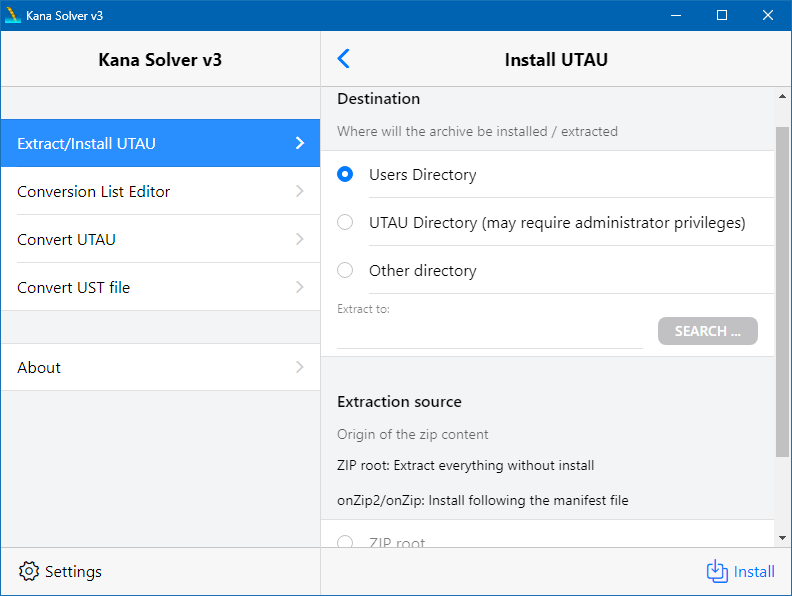 Kana Solver v3
Kana Solver v3
Extract/Install UTAU
Conversion List Editor
Convert UTAU
Convert UST file
About
Settings
Install UTAU
Destination
Where will the archive be installed / extracted
Users Directory
UTAU Directory (may require administrator privileges)
Other directory
Extract to:
SEARCH ...
Extraction source
Origin of the zip content
ZIP root: Extract everything without install
onZip2/onZip: Install following the manifest file
ZIP root
Install